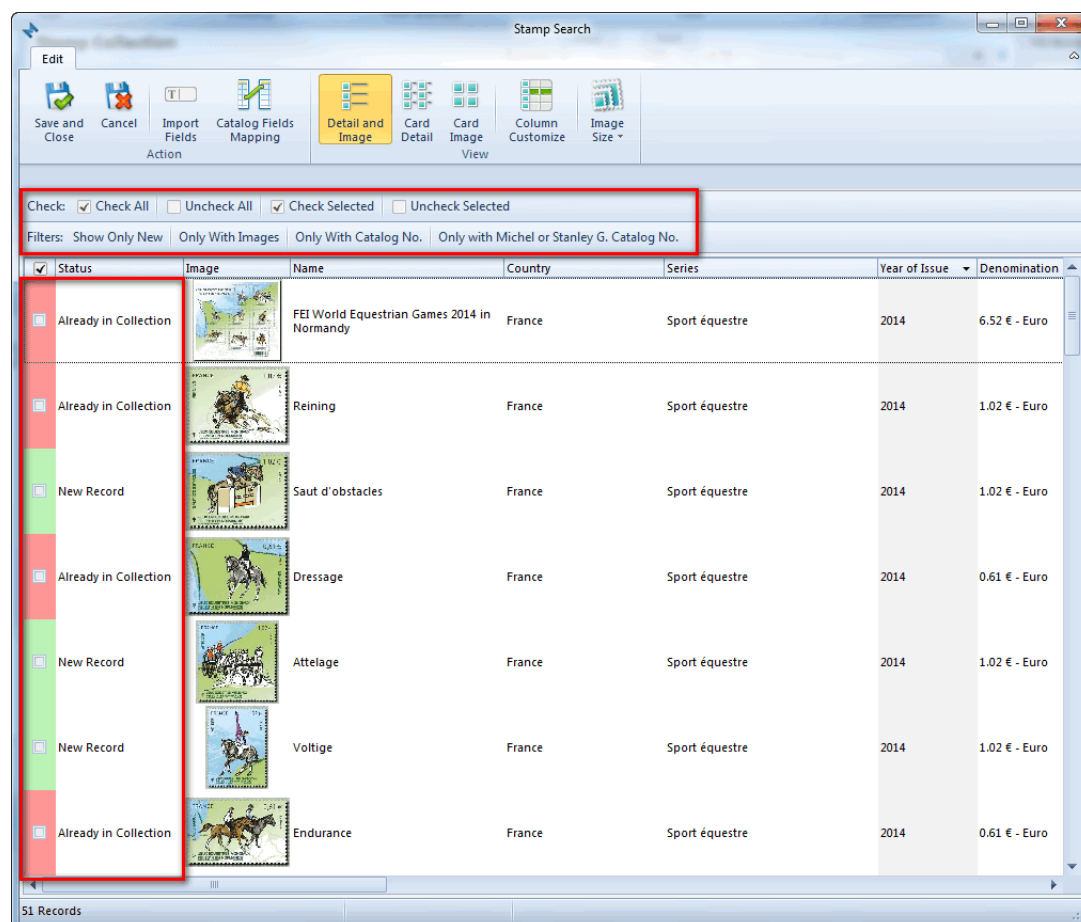 Stamp Search
Edit
Save and Close
Cancel
Import Fields
Catalog Fields Mapping
Detail and Image
Card Detail
Card Image
Column Customize
Image Size
Action
View
Check: Check All Uncheck All Check Selected Uncheck Selected
Filters: Show Only New Only With Images Only With Catalog No. Only with Michel or Stanley G. Catalog No.
Status Image Name Country Series Year of Issue Denomination
Already in Collection FEI World Equestrian Games 2014 in Normandy France Sport équestre 2014 6.52 € - Euro
Already in Collection Reining France Sport équestre 2014 1.02 € - Euro
New Record Saut d'obstacles France Sport équestre 2014 1.02 € - Euro
Already in Collection Dressage France Sport équestre 2014 0.61 € - Euro
New Record Attelage France Sport équestre 2014 1.02 € - Euro
New Record Voltige France Sport équestre 2014 1.02 € - Euro
Already in Collection Endurance France Sport équestre 2014 0.61 € - Euro
51 Records